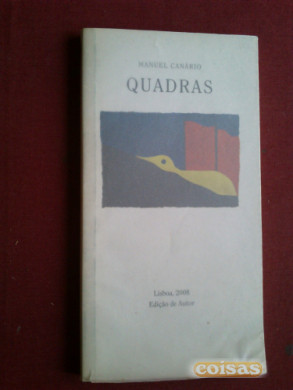 MANUEL CANÁRIO
QUADRAS
Lisboa, 2008
Edição de Autor
coisas